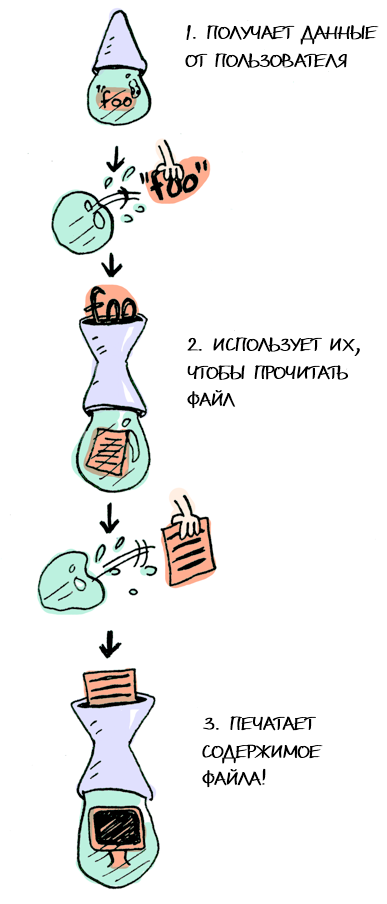 1. ПОЛУЧАЕТ ДАННЫЕ
ОТ ПОЛЬЗОВАТЕЛЯ
"foo"
"foo"
foo
2. ИСПОЛЬЗУЕТ ИХ,
ЧТОБЫ ПРОЧИТАТЬ
ФАЙЛ
3. ПЕЧАТАЕТ
СОДЕРЖИМОЕ
ФАЙЛА!